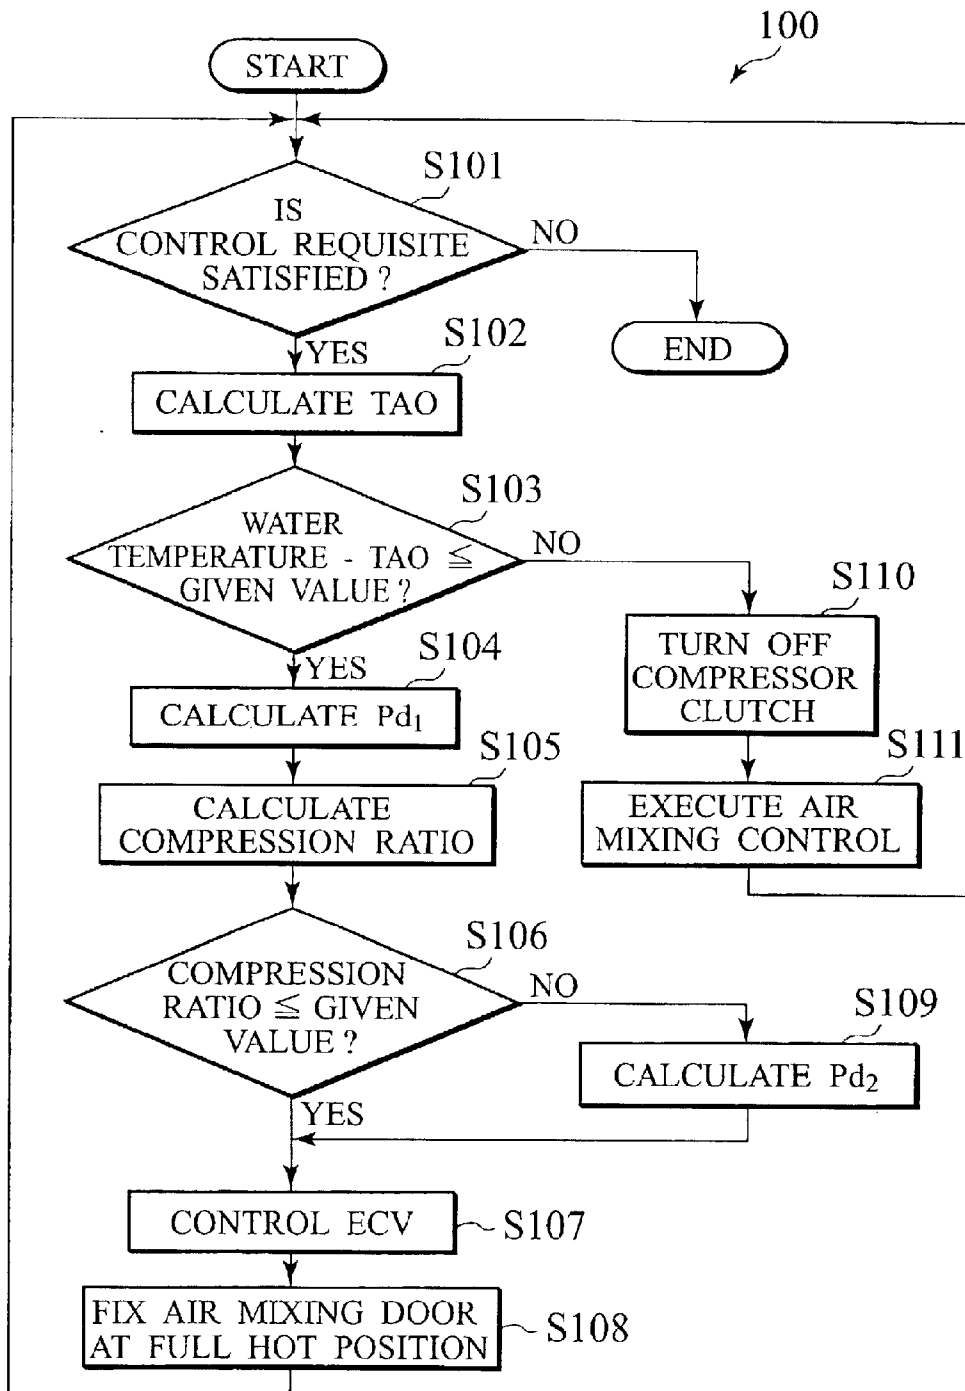 100
START
S101
IS
CONTROL REQUISITE
SATISFIED ?
NO
END
YES
S102
CALCULATE TAO
S103
WATER
TEMPERATURE - TAO ≦
GIVEN VALUE ?
NO
S110
TURN OFF
COMPRESSOR
CLUTCH
S111
EXECUTE AIR
MIXING CONTROL
YES
S104
CALCULATE Pd1
S105
CALCULATE
COMPRESSION RATIO
S106
COMPRESSION
RATIO ≦ GIVEN
VALUE ?
NO
S109
CALCULATE Pd2
YES
CONTROL ECV
S107
FIX AIR MIXING DOOR
AT FULL HOT POSITION
S108